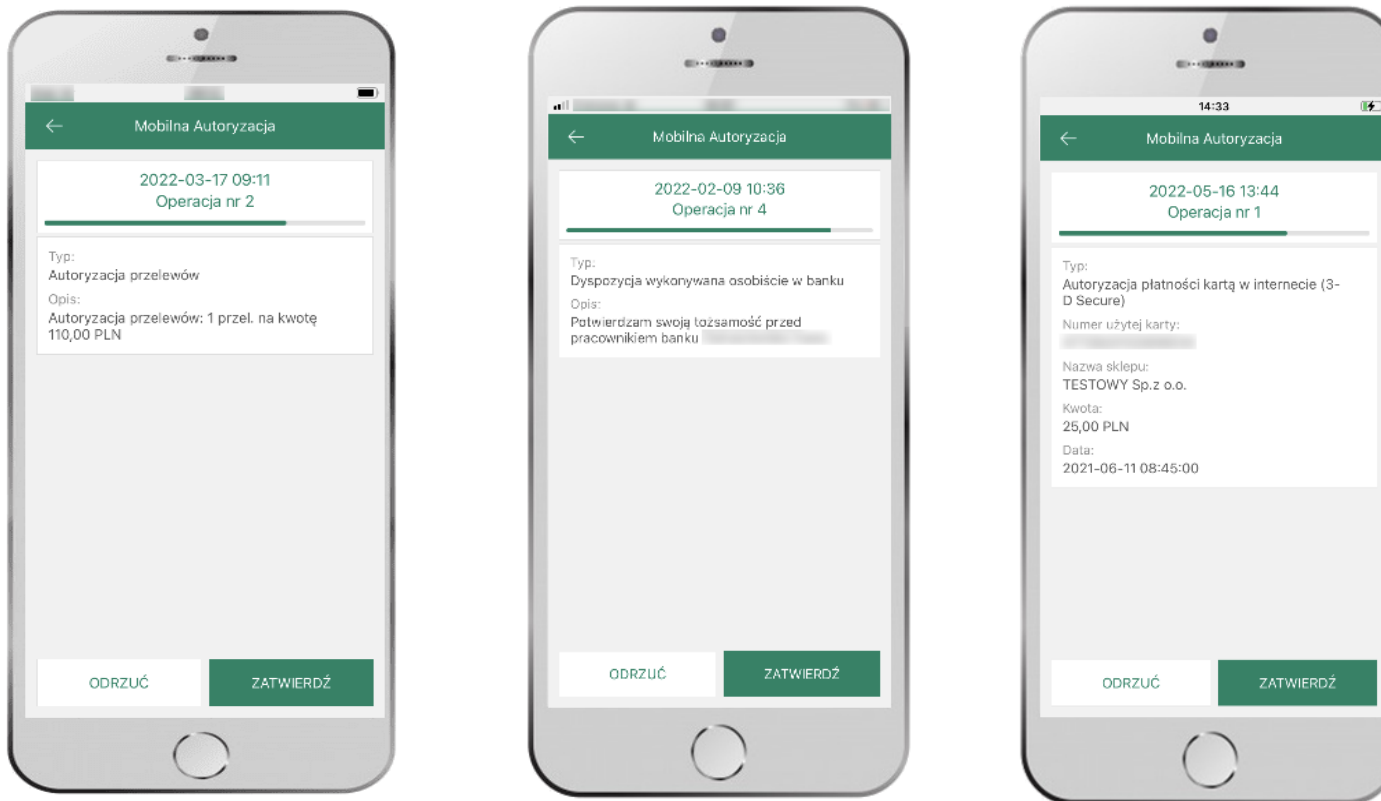 Mobilna Autoryzacja
2022-03-17 09:11
Operacja nr 2
Typ:
Autoryzacja przelewów
Opis:
Autoryzacja przelewów: 1 przel. na kwotę
110,00 PLN
ODRZUĆ
ZATWIERDŹ
Mobilna Autoryzacja
2022-02-09 10:36
Operacja nr 4
Typ:
Dyspozycja wykonywana osobiście w banku
Opis:
Potwierdzam swoją tożsamość przed
pracownikiem banku
ODRZUĆ
ZATWIERDŹ
14:33
Mobilna Autoryzacja
2022-05-16 13:44
Operacja nr 1
Typ:
Autoryzacja płatności kartą w internecie (3-
D Secure)
Numer użytej karty:
Nazwa sklepu:
TESTOWY Sp.z o.o.
Kwota:
25,00 PLN
Data:
2021-06-11 08:45:00
ODRZUĆ
ZATWIERDŹ